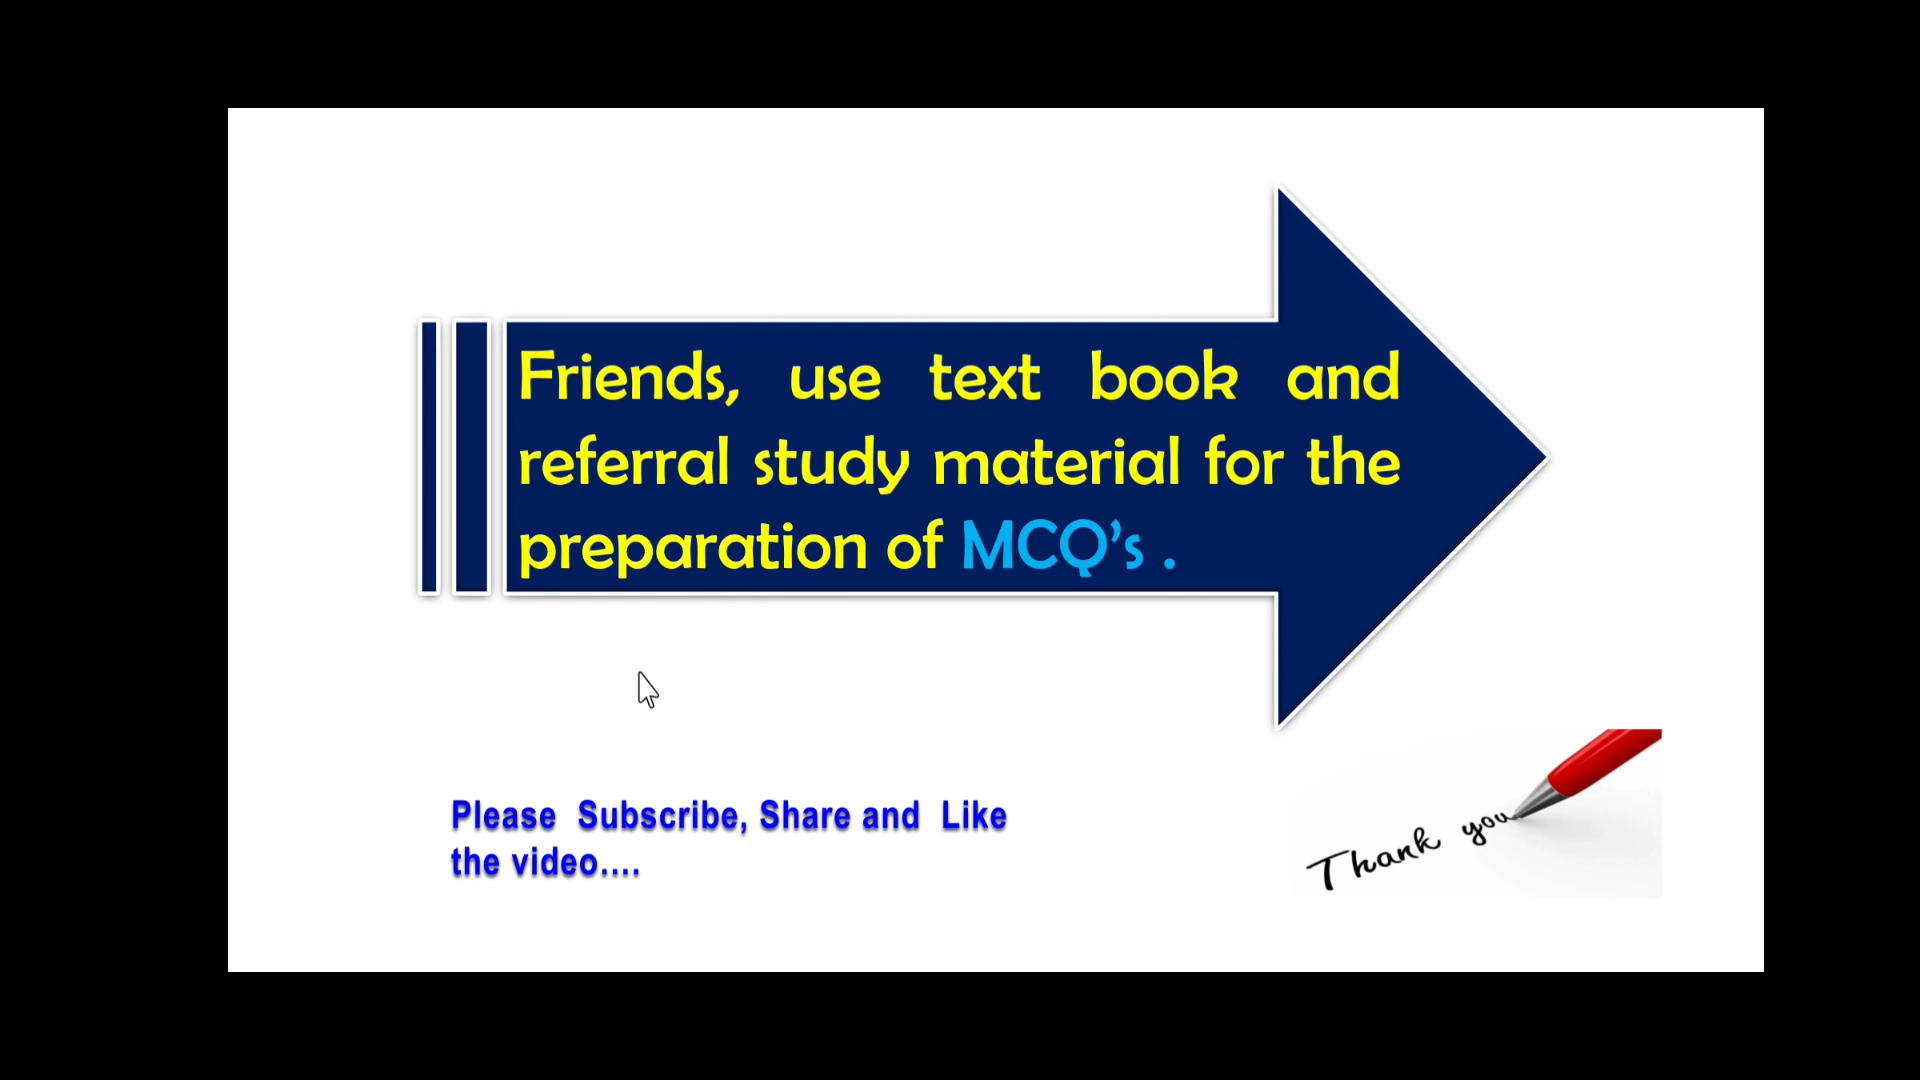 Friends, use text book and
referral study material for the
preparation of MCQ’s .
Please Subscribe, Share and Like
the video....
Thank you